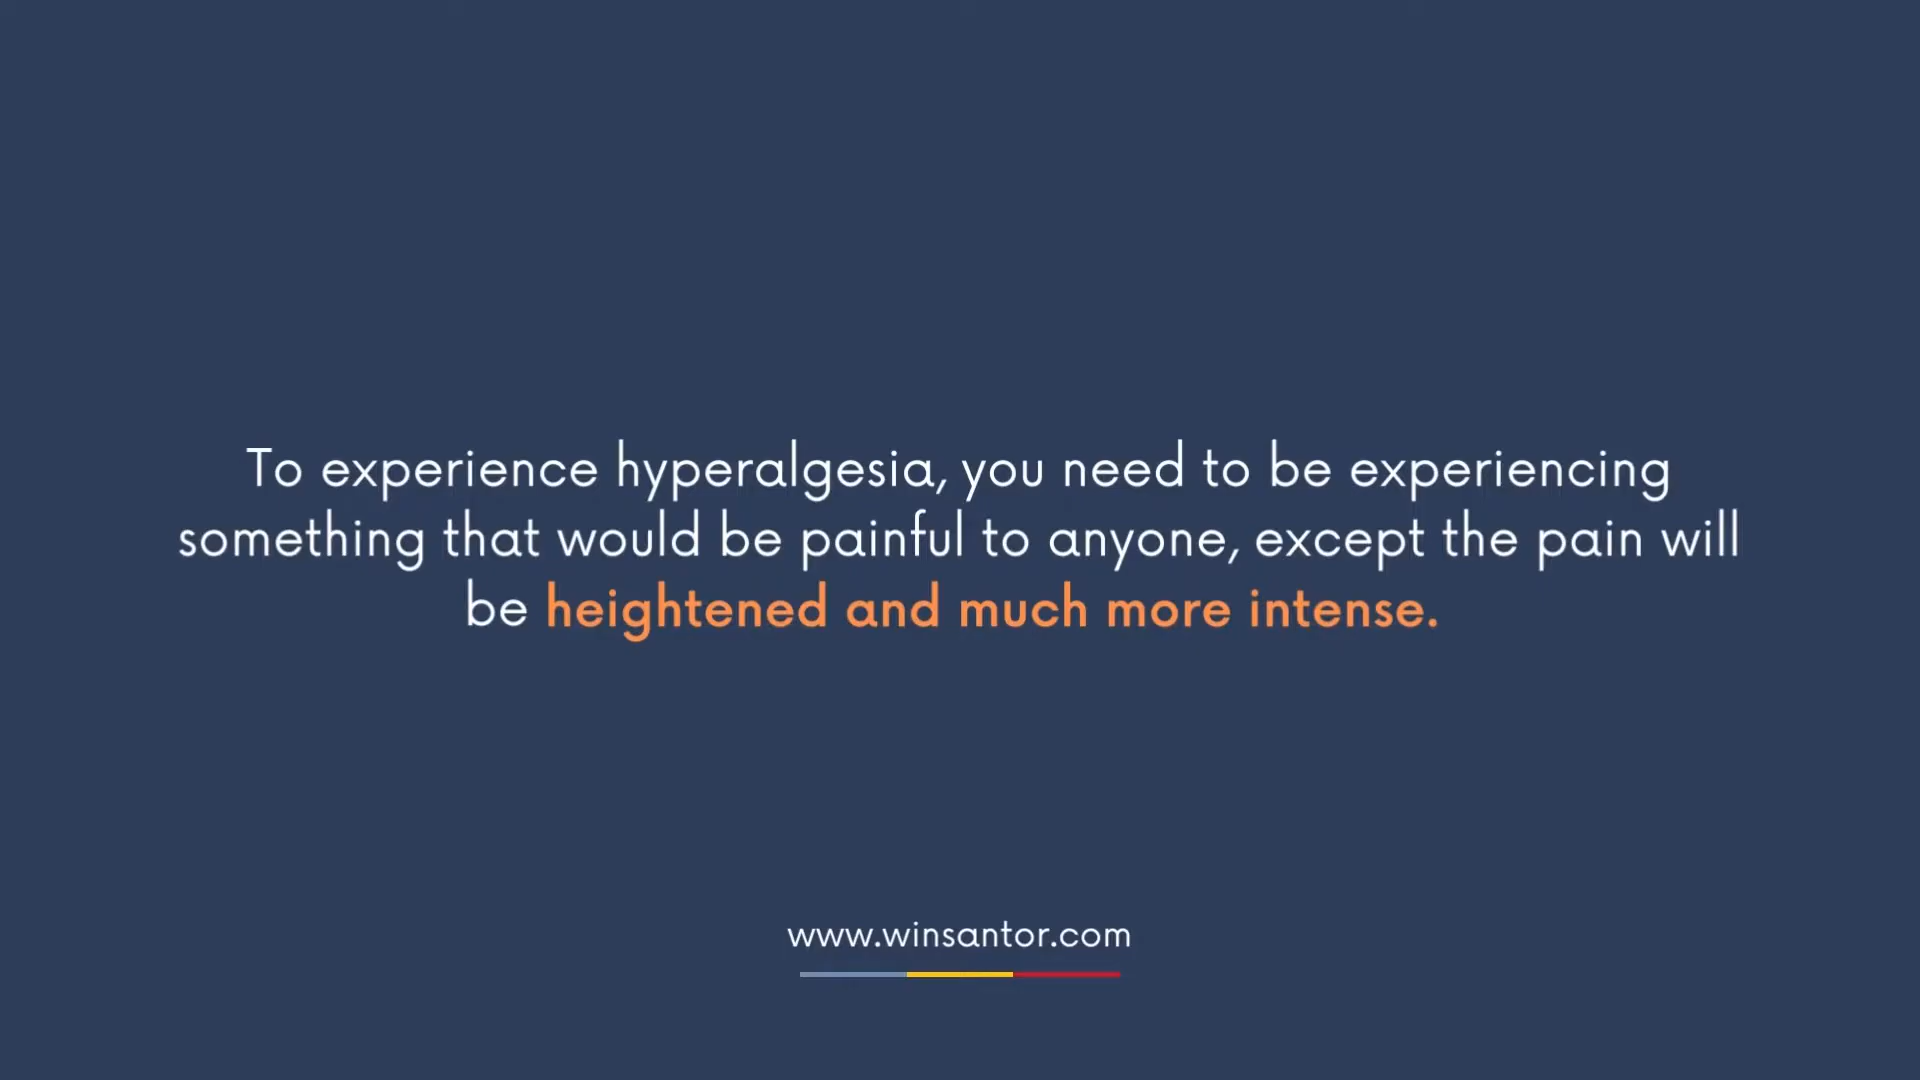 To experience hyperalgesia, you need to be experiencing
something that would be painful to anyone, except the pain will
be heightened and much more intense.
www.winsantor.com